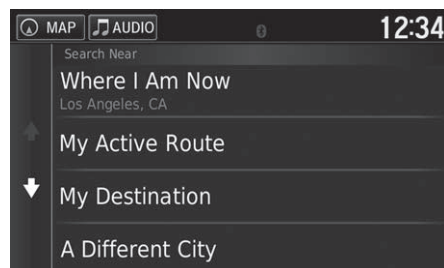 MAP AUDIO 12:34
Search Near
Where I Am Now
Los Angeles, CA
My Active Route
My Destination
A Different City